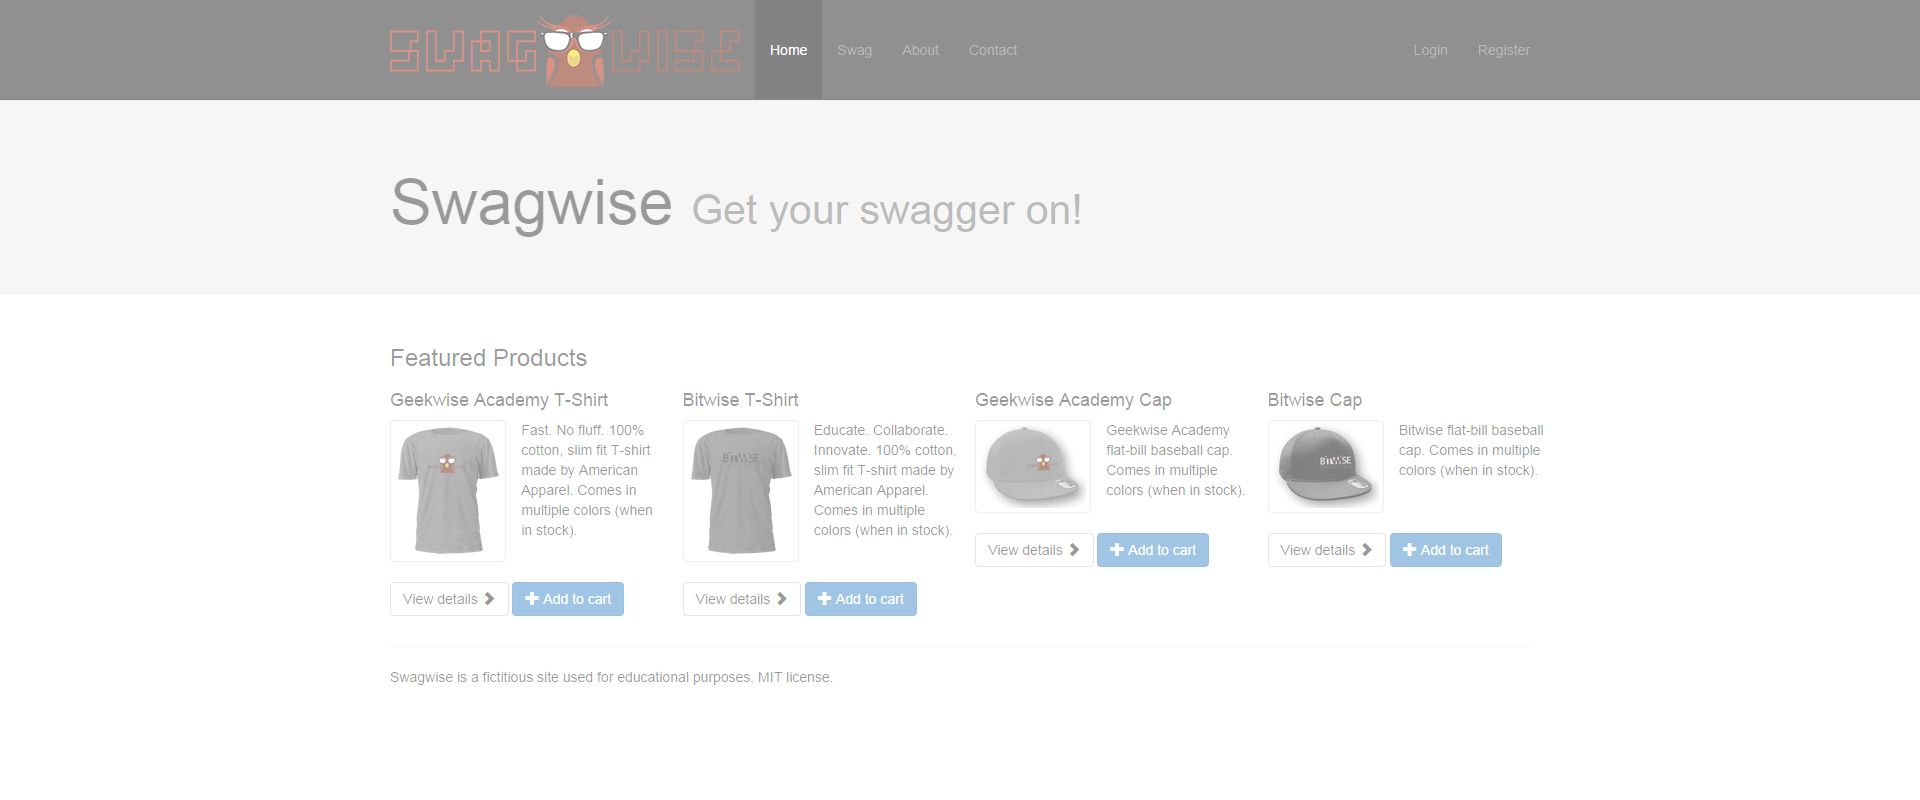 SWAG WISE
Home Swag About Contact Login Register
Swagwise Get your swagger on!
Featured Products
Geekwise Academy T-Shirt
Fast. No fluff. 100%
cotton, slim fit T-shirt
made by American
Apparel. Comes in
multiple colors (when
in stock).
View details Add to cart
Bitwise T-Shirt
BITWISE
Educate. Collaborate.
Innovate. 100% cotton,
slim fit T-shirt made by
American Apparel.
Comes in multiple
colors (when in stock).
View details Add to cart
Geekwise Academy Cap
Geekwise Academy
flat-bill baseball cap.
Comes in multiple
colors (when in stock).
View details Add to cart
Bitwise Cap
BITWISE
Bitwise flat-bill baseball
cap. Comes in multiple
colors (when in stock).
View details Add to cart
Swagwise is a fictitious site used for educational purposes. MIT license.